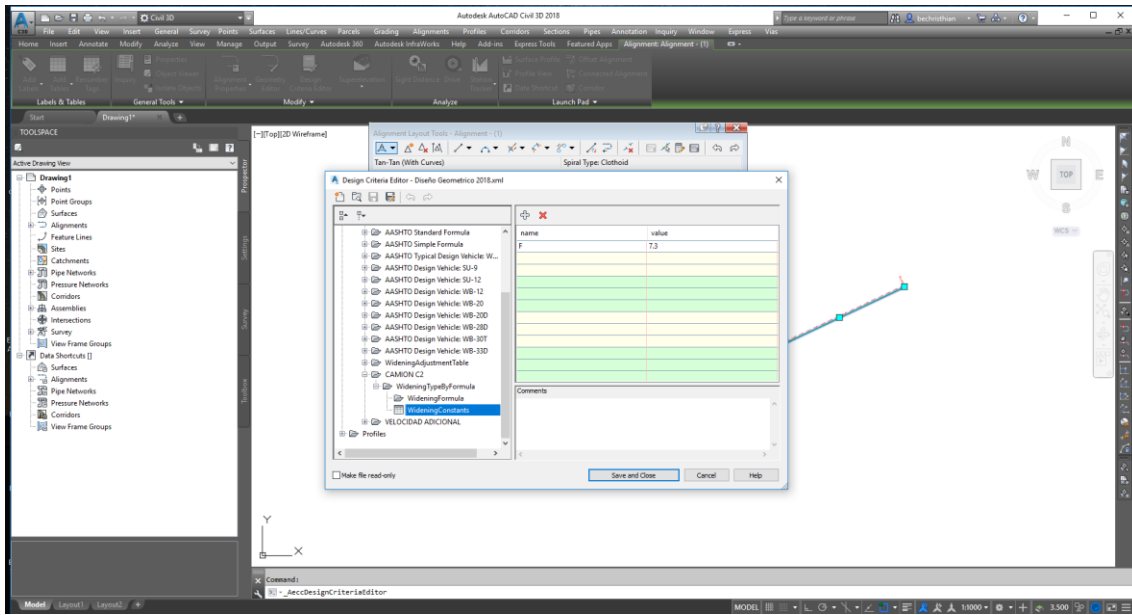 Autodesk AutoCAD Civil 3D 2018
Civil 3D
Type a keyword or phrase
bechristhian
File Edit View Insert General Survey Points Surfaces Lines/Curves Parcels Grading Alignments Profiles Corridors Sections Pipes Annotation Inquiry Window Express Vias
Home Insert Annotate Modify Analyze View Manage Output Survey Autodesk 360 Autodesk InfraWorks Help Add-ins Express Tools Featured Apps Alignment: Alignment - (1)
Labels & Tables
General Tools
Modify
Analyze
Launch Pad
Start
Drawing1*
TOOLSPACE
Active Drawing View
Drawing1
Points
Point Groups
Surfaces
Alignments
Feature Lines
Sites
Catchments
Pipe Networks
Pressure Networks
Corridors
Assemblies
Intersections
Survey
View Frame Groups
Data Shortcuts []
Surfaces
Alignments
Pipe Networks
Pressure Networks
Corridors
View Frame Groups
Prospector
Settings
Survey
Toolbox
[-][Top][2D Wireframe]
Alignment Layout Tools - Alignment - (1)
Tan-Tan (With Curves)
Spiral Type: Clothoid
Design Criteria Editor - Diseño Geometrico 2018.xml
AASHTO Standard Formula
AASHTO Simple Formula
AASHTO Typical Design Vehicle: W...
AASHTO Design Vehicle: SU-9
AASHTO Design Vehicle: SU-12
AASHTO Design Vehicle: WB-12
AASHTO Design Vehicle: WB-20
AASHTO Design Vehicle: WB-20D
AASHTO Design Vehicle: WB-28D
AASHTO Design Vehicle: WB-30T
AASHTO Design Vehicle: WB-33D
WideningAdjustmentTable
CAMION C2
WideningTypeByFormula
WideningFormula
WideningConstants
VELOCIDAD ADICIONAL
Profiles
name value
F 7.3
Comments
Make file read-only
Save and Close
Cancel
Help
N
W TOP E
S
WCS
Y
X
Command:
_AeccDesignCriteriaEditor
Model Layout1 Layout2 +
MODEL
1:1000
3.500